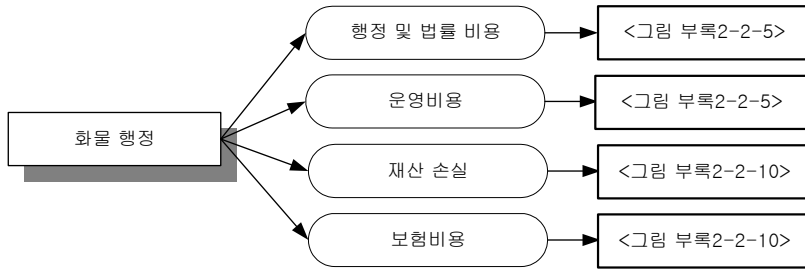 행정 및 법률 비용
<그림 부록2-2-5>
운영비용
<그림 부록2-2-5>
화물 행정
재산 손실
<그림 부록2-2-10>
보험비용
<그림 부록2-2-10>